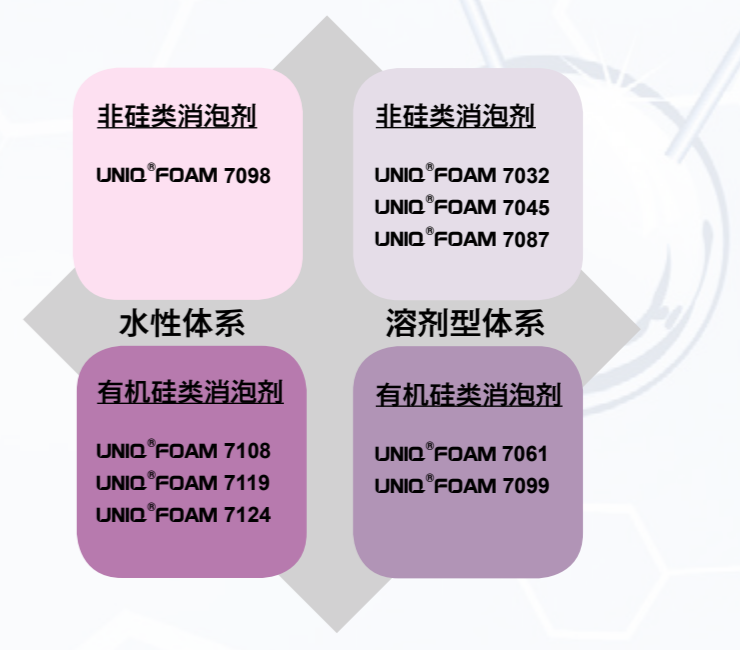 非硅类消泡剂
UNIQ®FOAM 7098
非硅类消泡剂
UNIQ®FOAM 7032
UNIQ®FOAM 7045
UNIQ®FOAM 7087
水性体系
溶剂型体系
有机硅类消泡剂
UNIQ®FOAM 7108
UNIQ®FOAM 7119
UNIQ®FOAM 7124
有机硅类消泡剂
UNIQ®FOAM 7061
UNIQ®FOAM 7099